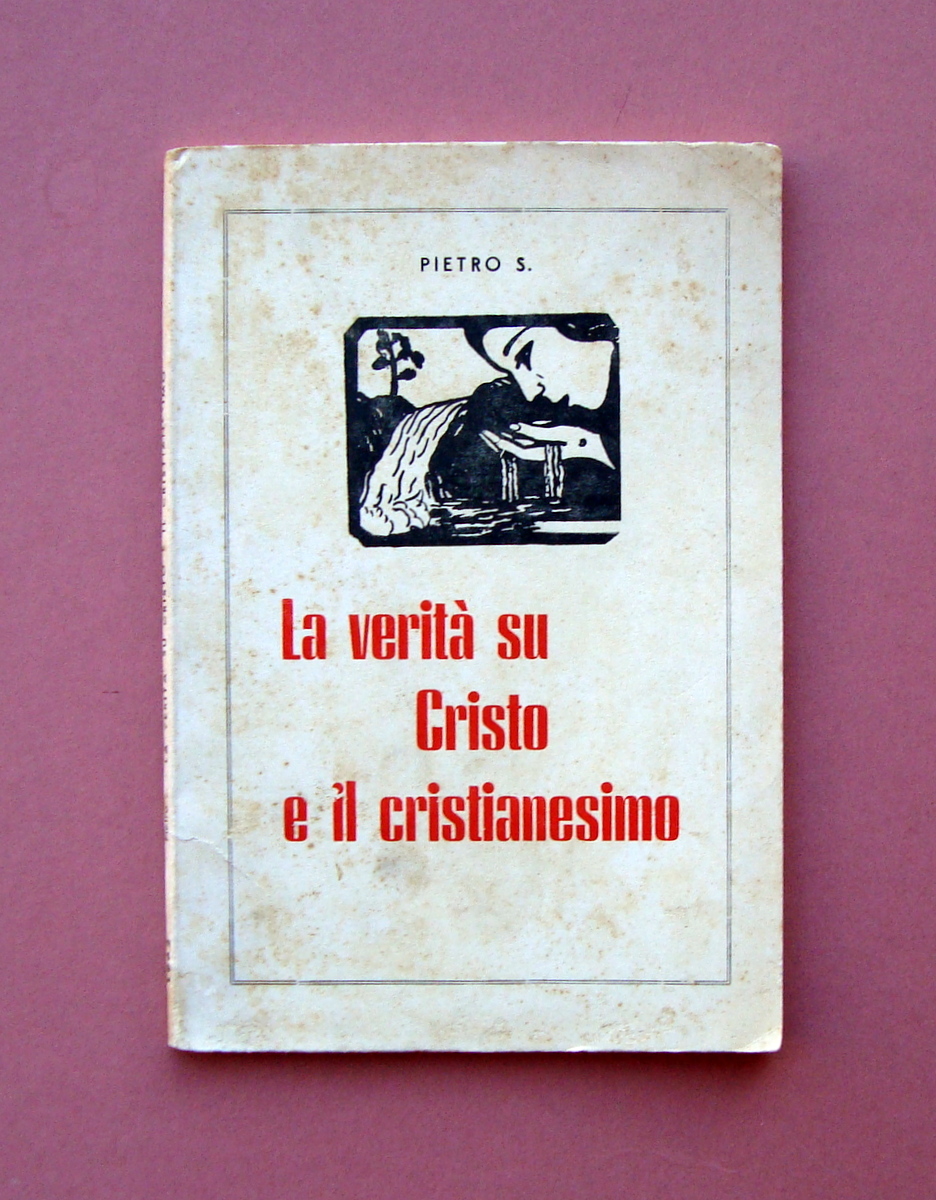 PIETRO S.
La verità su
Cristo
e il cristianesimo